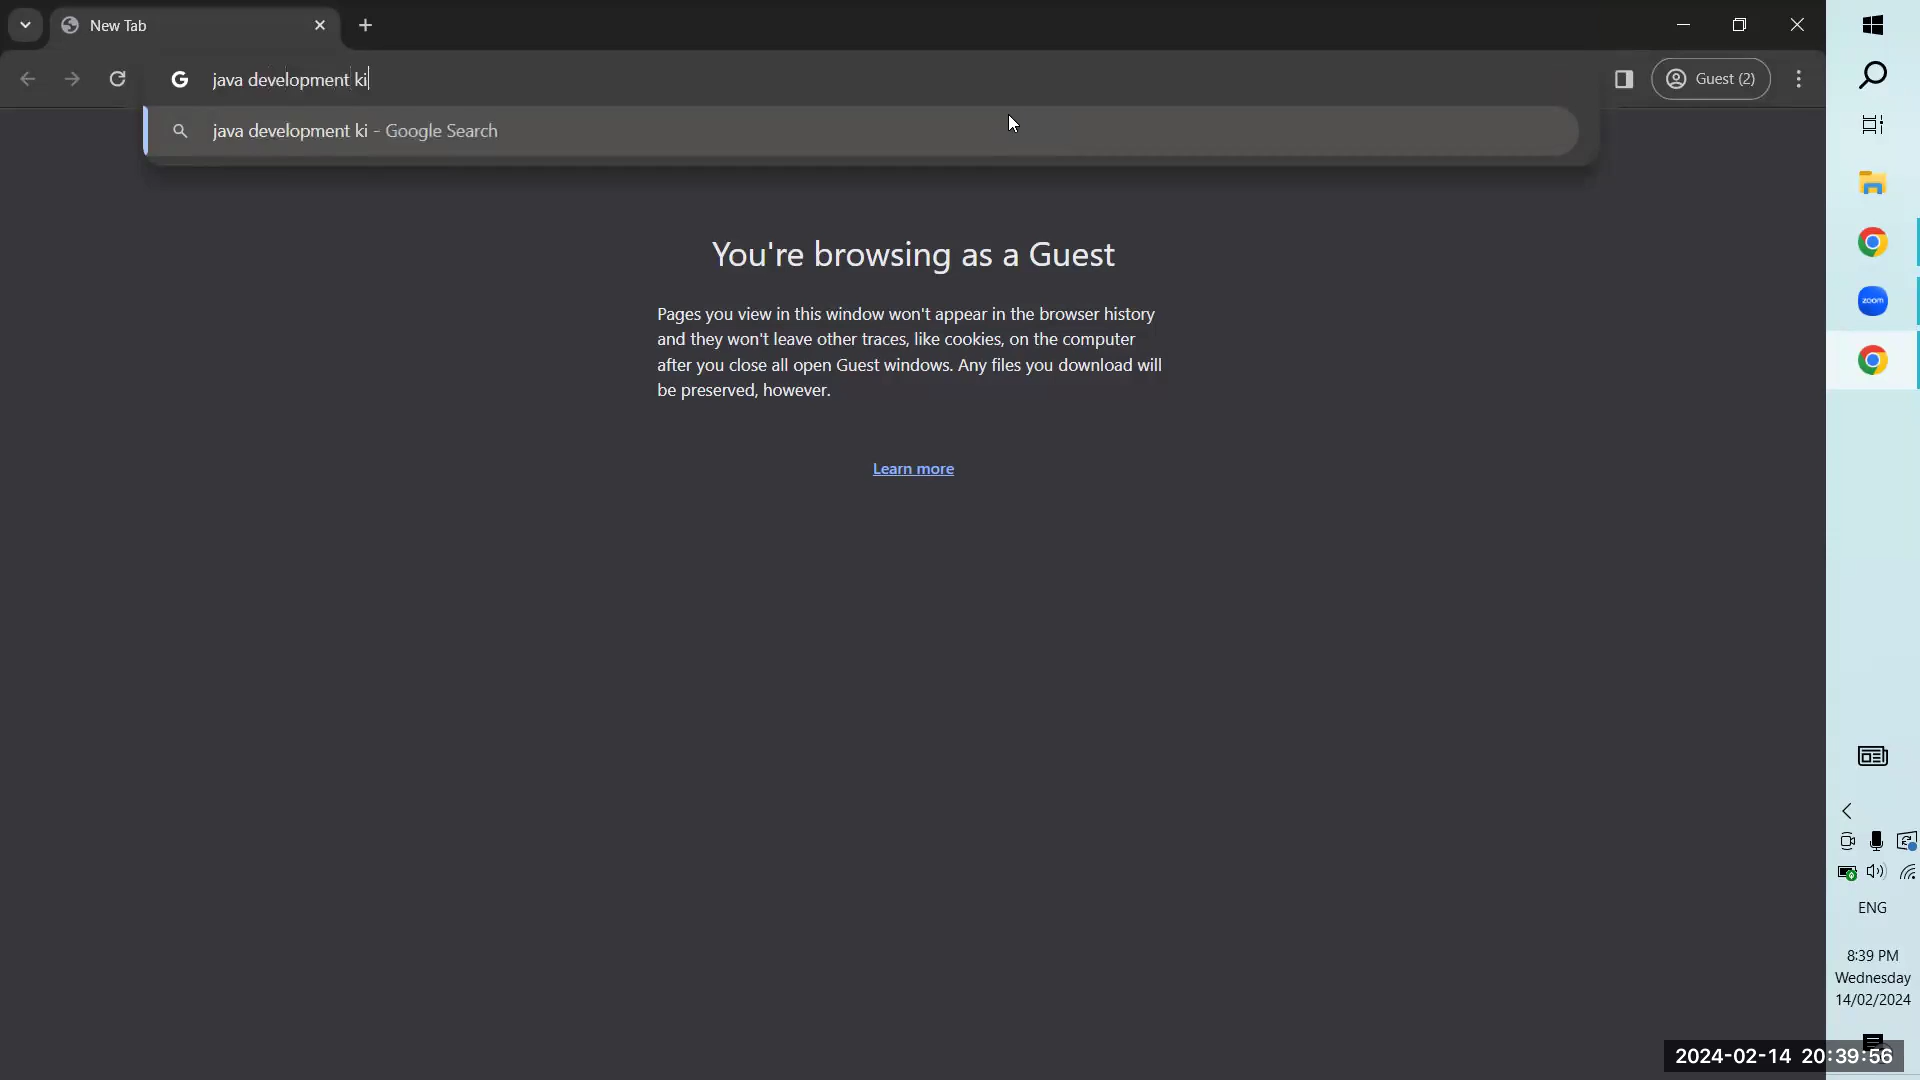 New Tab
java development ki
Guest (2)
java development ki - Google Search
You're browsing as a Guest
Pages you view in this window won't appear in the browser history
and they won't leave other traces, like cookies, on the computer
after you close all open Guest windows. Any files you download will
be preserved, however.
Learn more
zoom
ENG
8:39 PM
Wednesday
14/02/2024
2024-02-14 20:39:56